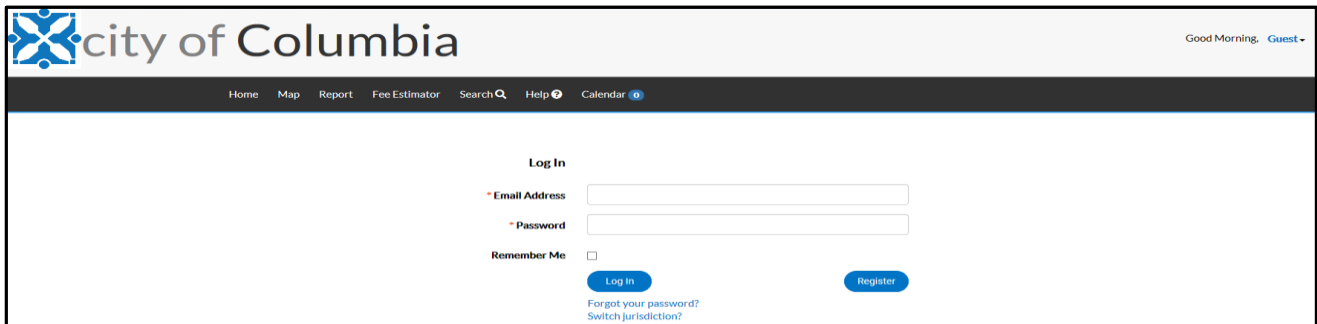 city of Columbia
Good Morning, Guest
Home Map Report Fee Estimator Search Help Calendar 0
Log In
* Email Address
* Password
Remember Me
Log In Register
Forgot your password?
Switch jurisdiction?